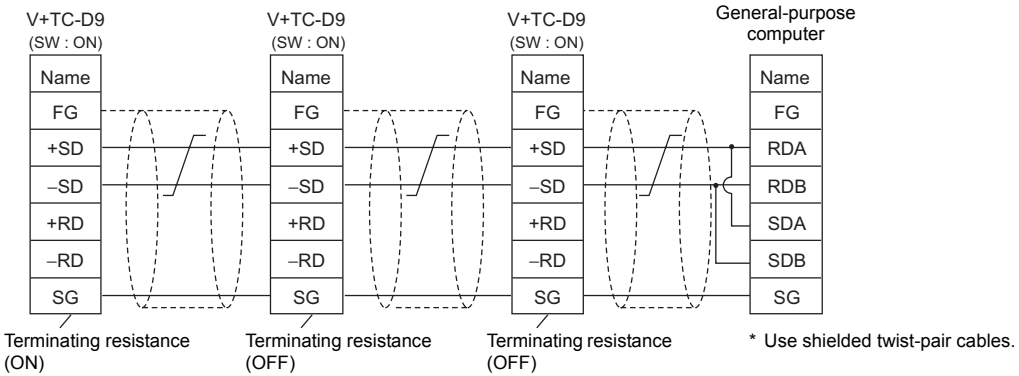 V+TC-D9
(SW : ON)
Name
FG
+SD
−SD
+RD
−RD
SG
Terminating resistance
(ON)
V+TC-D9
(SW : ON)
Name
FG
+SD
−SD
+RD
−RD
SG
Terminating resistance
(OFF)
V+TC-D9
(SW : ON)
Name
FG
+SD
−SD
+RD
−RD
SG
Terminating resistance
(OFF)
General-purpose
computer
Name
FG
RDA
RDB
SDA
SDB
SG
* Use shielded twist-pair cables.